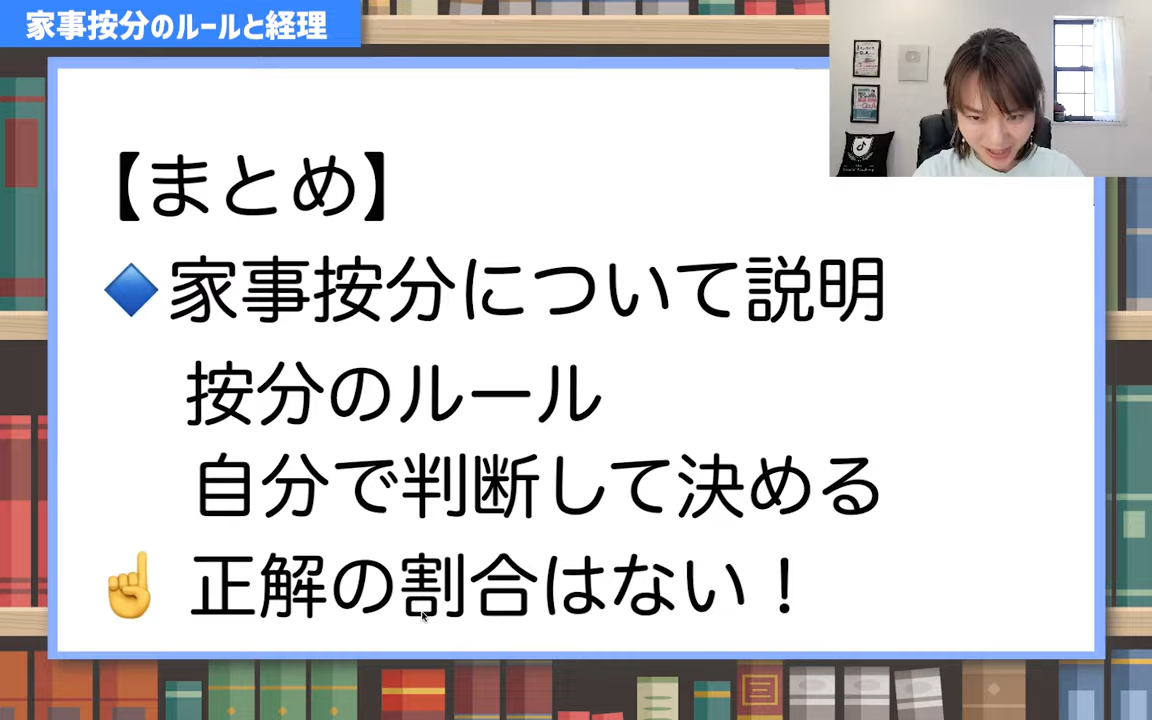 家事按分のルールと経理
【まとめ】
🔷家事按分について説明
按分のルール
自分で判断して決める
☝正解の割合はない！